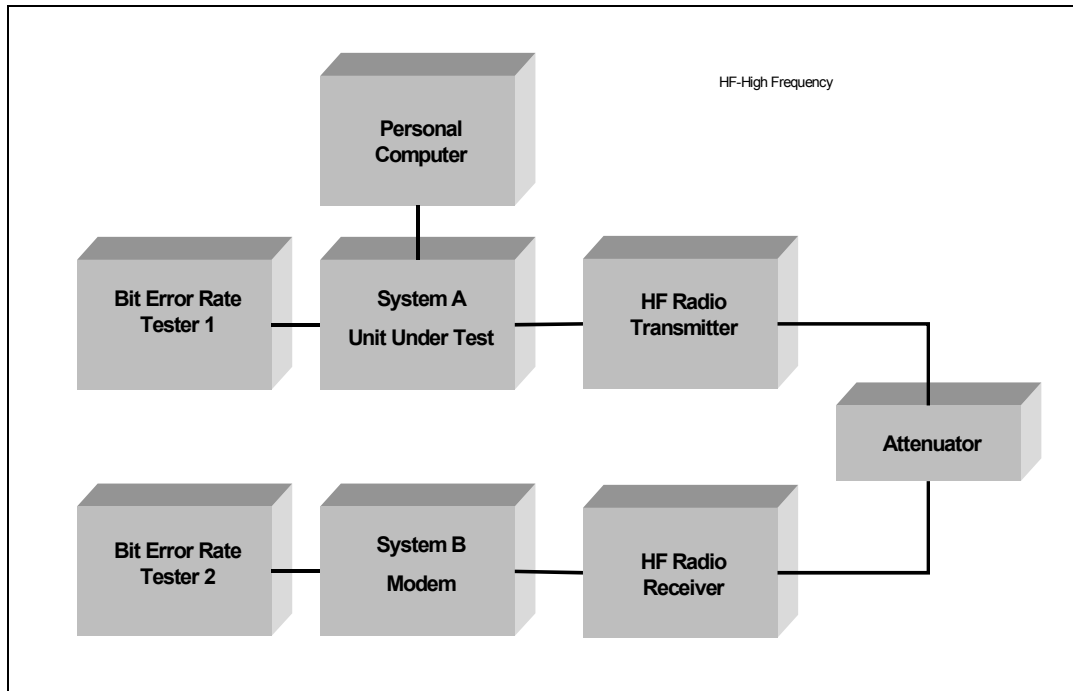 HF-High Frequency
Personal
Computer
Bit Error Rate
Tester 1
System A
Unit Under Test
HF Radio
Transmitter
Attenuator
Bit Error Rate
Tester 2
System B
Modem
HF Radio
Receiver